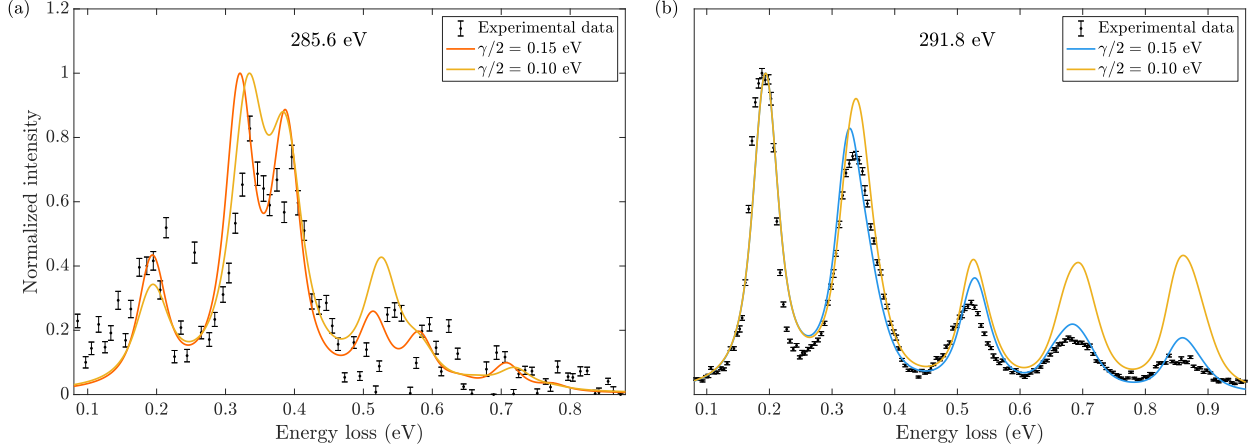 (a)
285.6 eV
Experimental data
γ/2 = 0.15 eV
γ/2 = 0.10 eV
Normalized intensity
1
0.8
0.6
0.4
0.2
0
0.1 0.2 0.3 0.4 0.5 0.6 0.7 0.8
Energy loss (eV)
(b)
291.8 eV
Experimental data
γ/2 = 0.15 eV
γ/2 = 0.10 eV
0.1 0.2 0.3 0.4 0.5 0.6 0.7 0.8 0.9
Energy loss (eV)